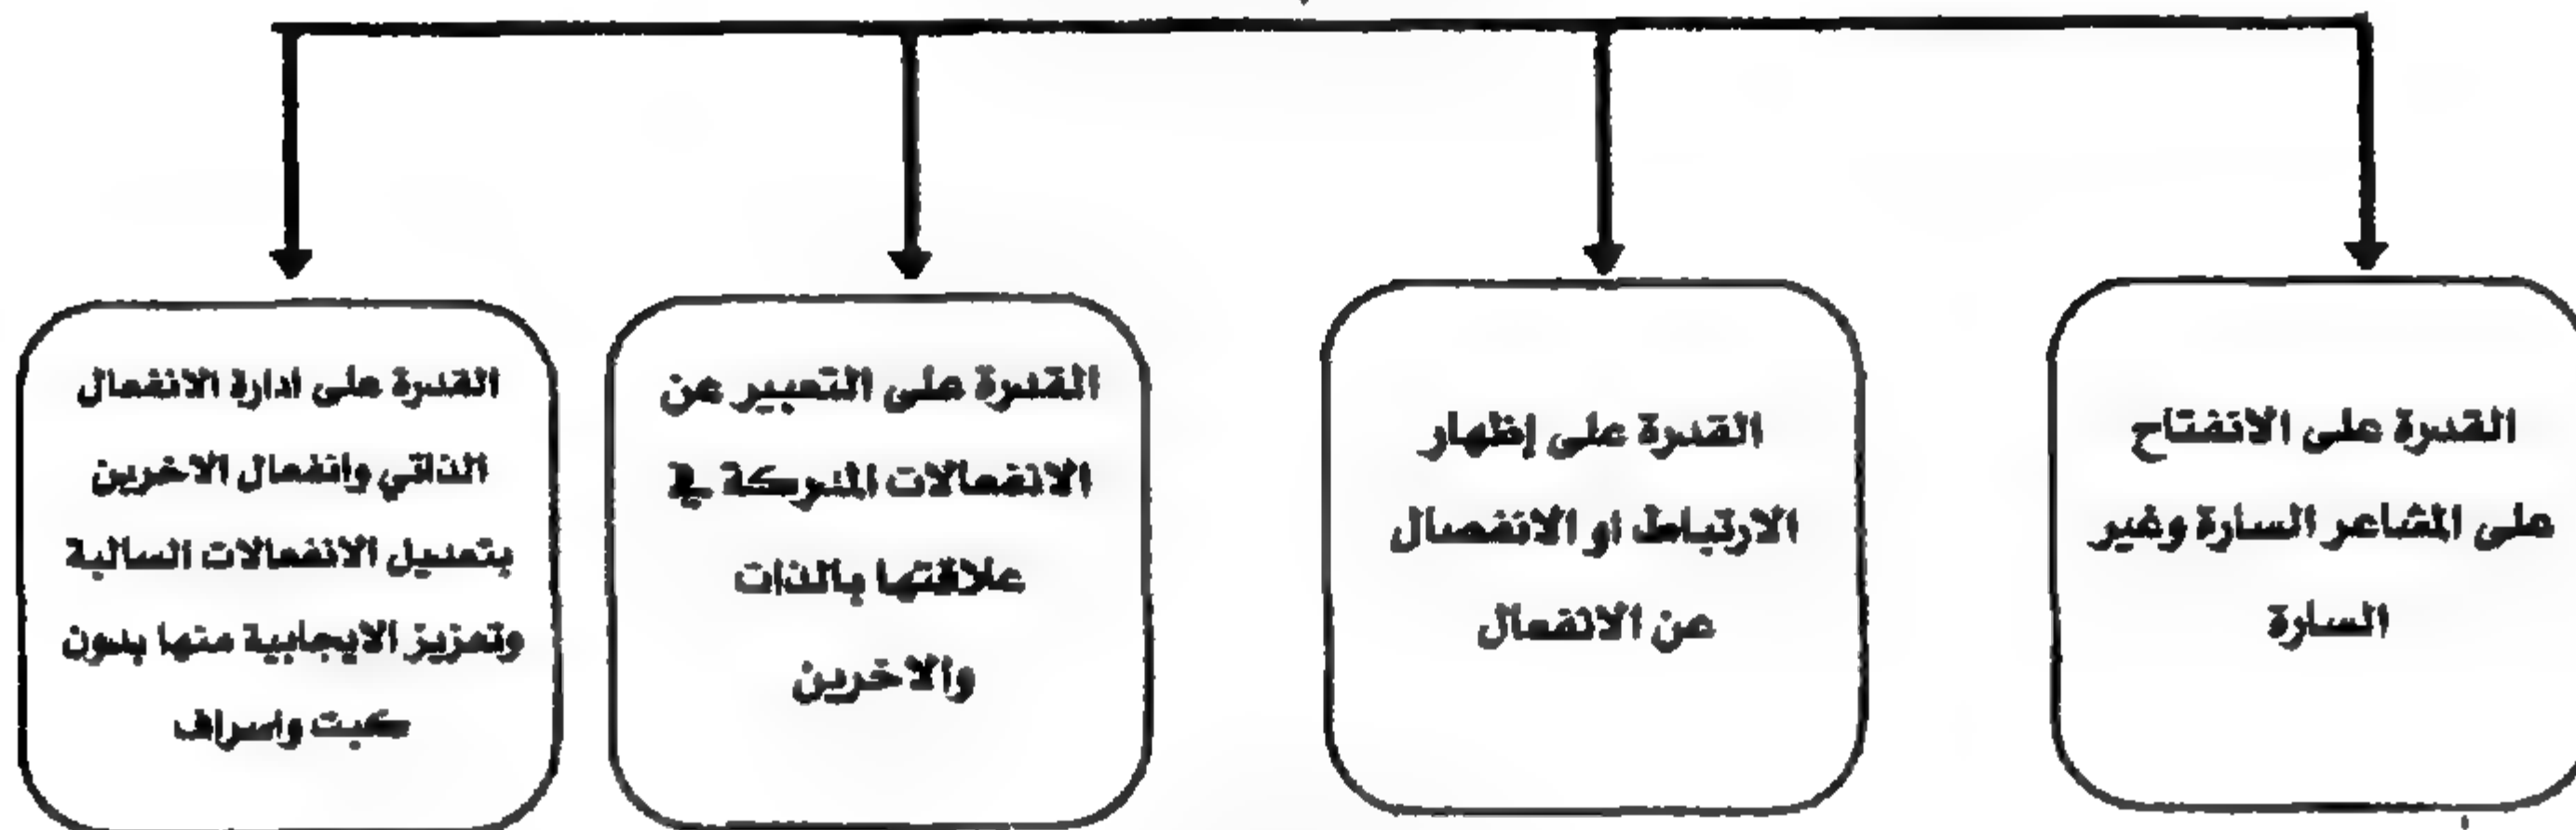 القدرة على الانفتاح
على المشاعر السارة وغير
السارة
القدرة على إظهار
الارتباط او الانفصال
عن الانفعال
القدرة على التعبير عن
الانفعالات المدركة في
علاقتها بالذات
والاخرين
القدرة على ادارة الانفعال
الذاتي وانفعال الاخرين
بتعديل الانفعالات السالبة
وتعزيز الايجابية منها بدون
كبت واسراف